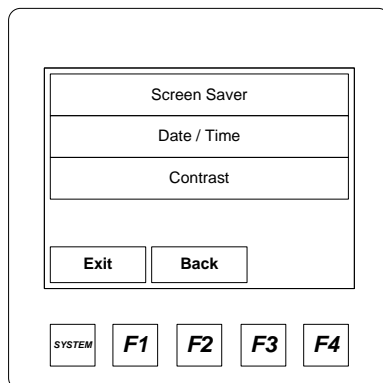 Screen Saver
Date / Time
Contrast
Exit Back
SYSTEM F1 F2 F3 F4